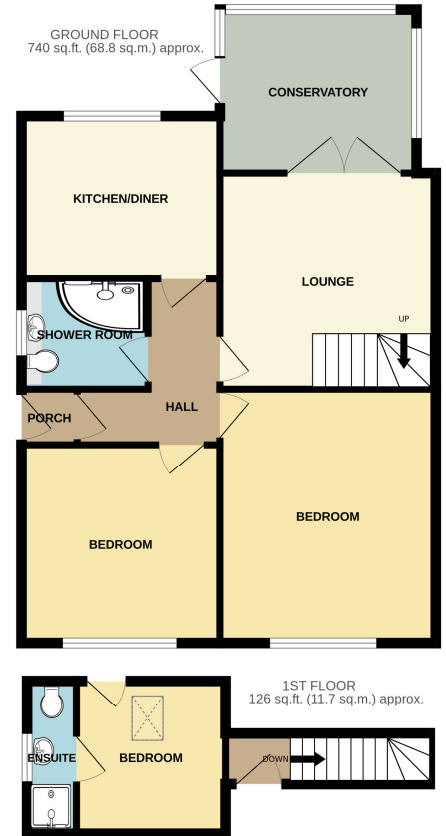 GROUND FLOOR
740 sq.ft. (68.8 sq.m.) approx.
CONSERVATORY
KITCHEN/DINER
LOUNGE
UP
SHOWER ROOM
PORCH
HALL
BEDROOM
BEDROOM
1ST FLOOR
126 sq.ft. (11.7 sq.m.) approx.
ENSUITE
BEDROOM
DOWN